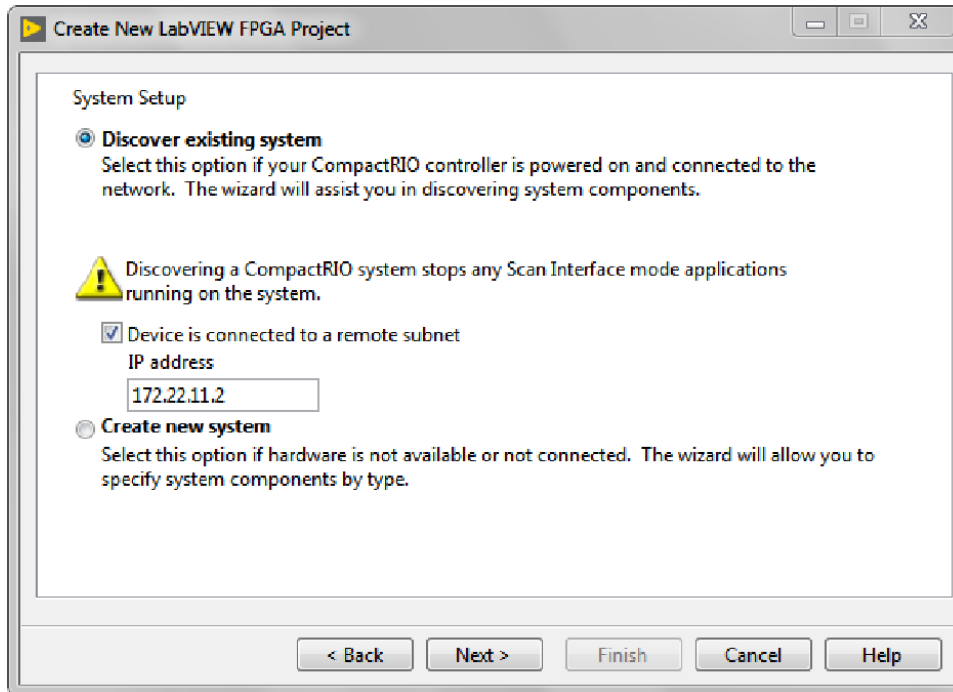 Create New LabVIEW FPGA Project
System Setup
Discover existing system
Select this option if your CompactRIO controller is powered on and connected to the
network. The wizard will assist you in discovering system components.
Discovering a CompactRIO system stops any Scan Interface mode applications
running on the system.
Device is connected to a remote subnet
IP address
172.22.11.2
Create new system
Select this option if hardware is not available or not connected. The wizard will allow you to
specify system components by type.
< Back Next > Finish Cancel Help